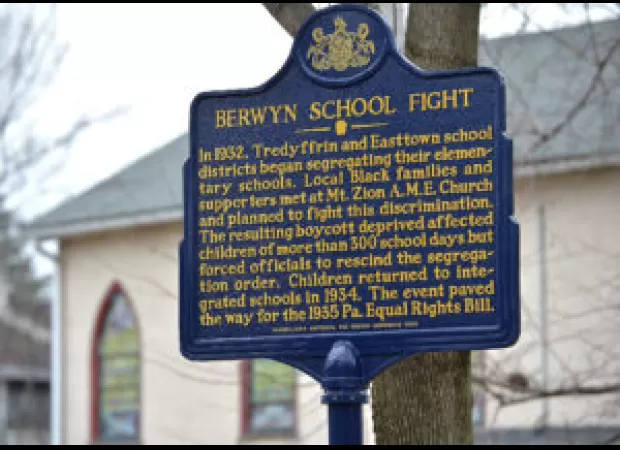 BERWYN SCHOOL FIGHT
In 1932, Tredyffrin and Easttown school
districts began segregating their elemen-
tary schools. Local Black families and
supporters met at Mt. Zion A.M.E. Church
and planned to fight this discrimination.
The resulting boycott deprived affected
children of more than 300 school days but
forced officials to rescind the segrega-
tion order. Children returned to inte-
grated schools in 1934. The event paved
the way for the 1935 Pa. Equal Rights Bill.